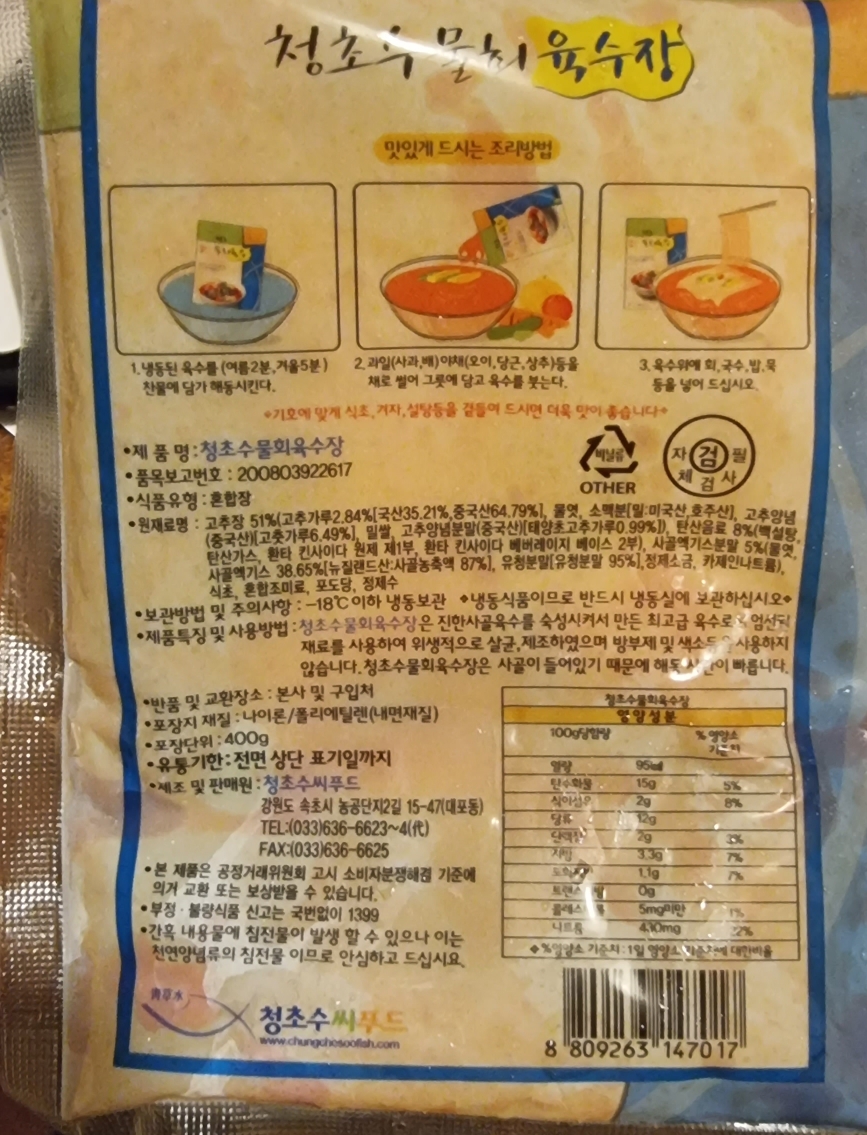 청초수 물회 육수장
맛있게 드시는 조리방법
1.냉동된 육수를 (여름2분,겨울5분)
찬물에 담가 해동시킨다.
2.과일(사과,배)야채(오이,당근,상추)등을
채로 썰어 그릇에 담고 육수를 붓는다.
3.육수위에 회,국수,밥,묵
등을 넣어 드십시오
*기호에 맞게 식초,겨자,설탕등을 곁들여 드시면 더욱 맛이 좋습니다*
비닐류
OTHER
자 검 필
체 검 사
•제 품 명:청초수물회육수장
•품목보고번호 : 200803922617
•식품유형 : 혼합장
•원재료명 : 고추장 51%(고추가루2.84%[국산35.21%,중국산64.79%], 물엿, 소맥분[밀:미국산,호주산], 고추양념
(중국산)[고춧가루6.49%], 밀쌀, 고추양념분말(중국산)[태양초고추가루0.99%]), 탄산음료 8%(백설탕,
탄산가스, 환타 킨사이다 원제 제1부, 환타 킨사이다 베버레이지 베이스 2부), 사골엑기스분말 5%(물엿,
사골엑기스 38.65%[뉴질랜드산:사골농축액 87%], 유청분말[유청분말 95%],정제소금, 카제인나트륨),
식초, 혼합조미료, 포도당, 정제수
•보관방법 및 주의사항 : -18℃ 이하 냉동보관 *냉동식품이므로 반드시 냉동실에 보관하십시오*
•제품특징 및 사용방법 : 청초수물회육수장은 진한사골육수를 숙성시켜서 만든 최고급 육수로 엄선된
재료를 사용하여 위생적으로 살균,제조하였으며 방부제 및 색소 사용하지
않습니다.청초수물회육수장은 사골이 들어있기 때문에 해동 시간이 빠릅니다.
•반품 및 교환장소 : 본사 및 구입처
•포장지 재질 : 나이론/폴리에틸렌(내면재질)
•포장단위 : 400g
•유통기한 : 전면 상단 표기일까지
•제조 및 판매원 : 청초수씨푸드
강원도 속초시 농공단지2길 15-47(대포동)
TEL:(033)636-6623~4(代)
FAX:(033)636-6625
•본 제품은 공정거래위원회 고시 소비자분쟁해결 기준에
의거 교환 또는 보상받을 수 있습니다.
•부정·불량식품 신고는 국번없이 1399
•간혹 내용물에 침전물이 발생 할 수 있으나 이는
천연양념류의 침전물 이므로 안심하고 드십시요.
청초수물회육수장
영양성분
100g당함량 %영양소 기준치
열량 95㎉
탄수화물 15g 5%
식이섬유 2g 8%
당류 12g
단백질 2g 3%
지방 3.3g 7%
포화지방 1.1g 7%
트랜스지방 0g
콜레스테롤 5mg미만 1%
나트륨 430mg 22%
*%영양소 기준치:1일 영양소기준치에 대한비율
靑草水
청초수씨푸드
www.chungchosoofish.com
8 809263 147017